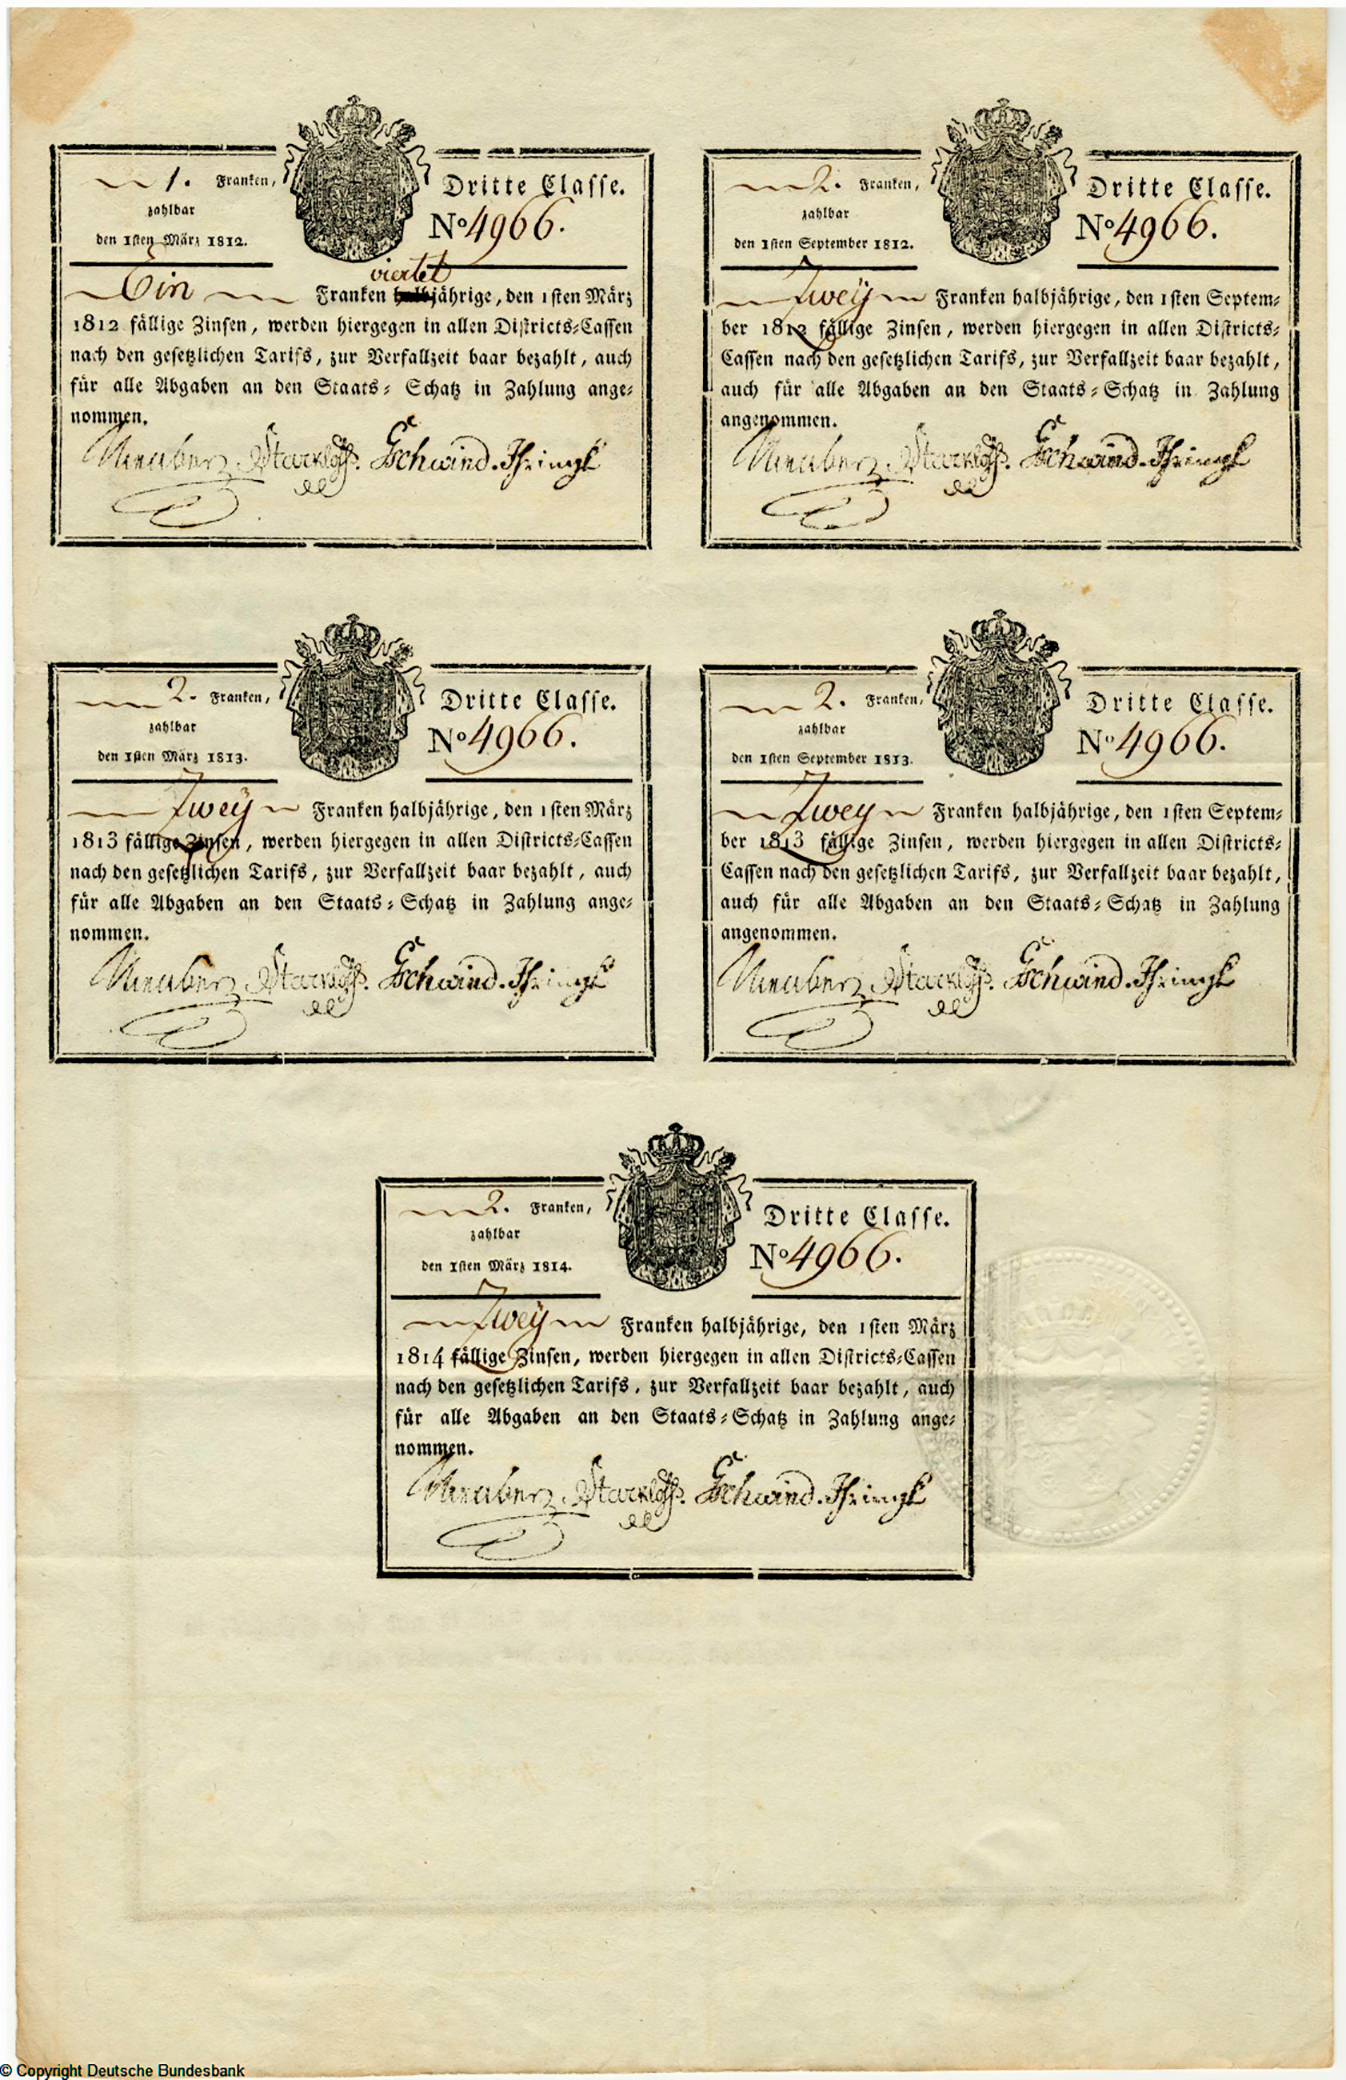 1. Franken,
zahlbar
den 1sten März 1812.
Dritte Classe.
No 4966.
viertel
Ein Franken halbjährige, den 1sten März
1812 fällige Zinsen, werden hiergegen in allen Districts-Cassen
nach den gesetzlichen Tarifs, zur Verfallzeit baar bezahlt, auch
für alle Abgaben an den Staats-Schatz in Zahlung ange-
nommen.
Schwind.
2. Franken,
zahlbar
den 1sten September 1812.
Dritte Classe.
No 4966.
Zwey Franken halbjährige, den 1sten Septem-
ber 1812 fällige Zinsen, werden hiergegen in allen Districts-
Cassen nach den gesetzlichen Tarifs, zur Verfallzeit baar bezahlt,
auch für alle Abgaben an den Staats-Schatz in Zahlung
angenommen.
Schwind.
2. Franken,
zahlbar
den 1sten März 1813.
Dritte Classe.
No 4966.
Zwey Franken halbjährige, den 1sten März
1813 fällige Zinsen, werden hiergegen in allen Districts-Cassen
nach den gesetzlichen Tarifs, zur Verfallzeit baar bezahlt, auch
für alle Abgaben an den Staats-Schatz in Zahlung ange-
nommen.
Schwind.
2. Franken,
zahlbar
den 1sten September 1813.
Dritte Classe.
No 4966.
Zwey Franken halbjährige, den 1sten Septem-
ber 1813 fällige Zinsen, werden hiergegen in allen Districts-
Cassen nach den gesetzlichen Tarifs, zur Verfallzeit baar bezahlt,
auch für alle Abgaben an den Staats-Schatz in Zahlung
angenommen.
Schwind.
2. Franken,
zahlbar
den 1sten März 1814.
Dritte Classe.
No 4966.
Zwey Franken halbjährige, den 1sten März
1814 fällige Zinsen, werden hiergegen in allen Districts-Cassen
nach den gesetzlichen Tarifs, zur Verfallzeit baar bezahlt, auch
für alle Abgaben an den Staats-Schatz in Zahlung ange-
nommen.
Schwind.
© Copyright Deutsche Bundesbank